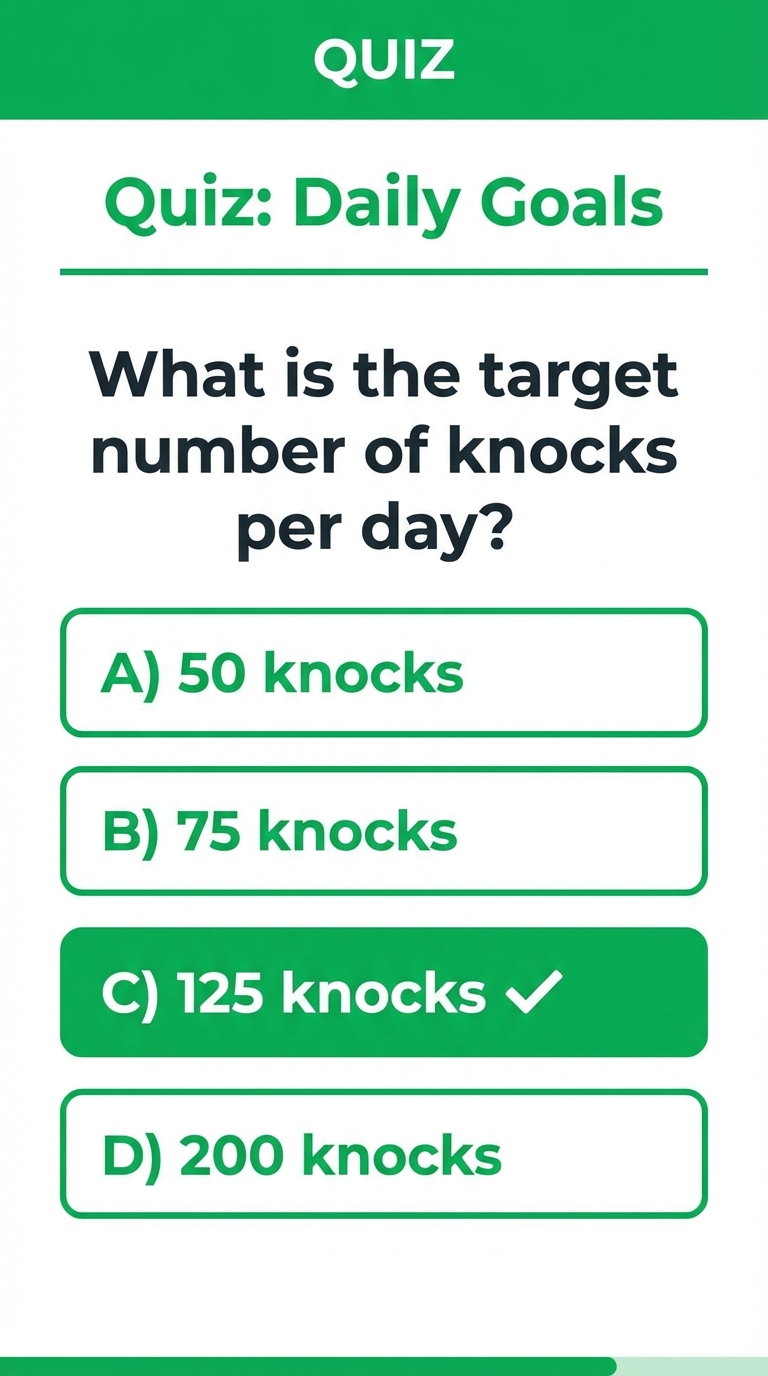 QUIZ
Quiz: Daily Goals
What is the target
number of knocks
per day?
A) 50 knocks
B) 75 knocks
C) 125 knocks ✓
D) 200 knocks